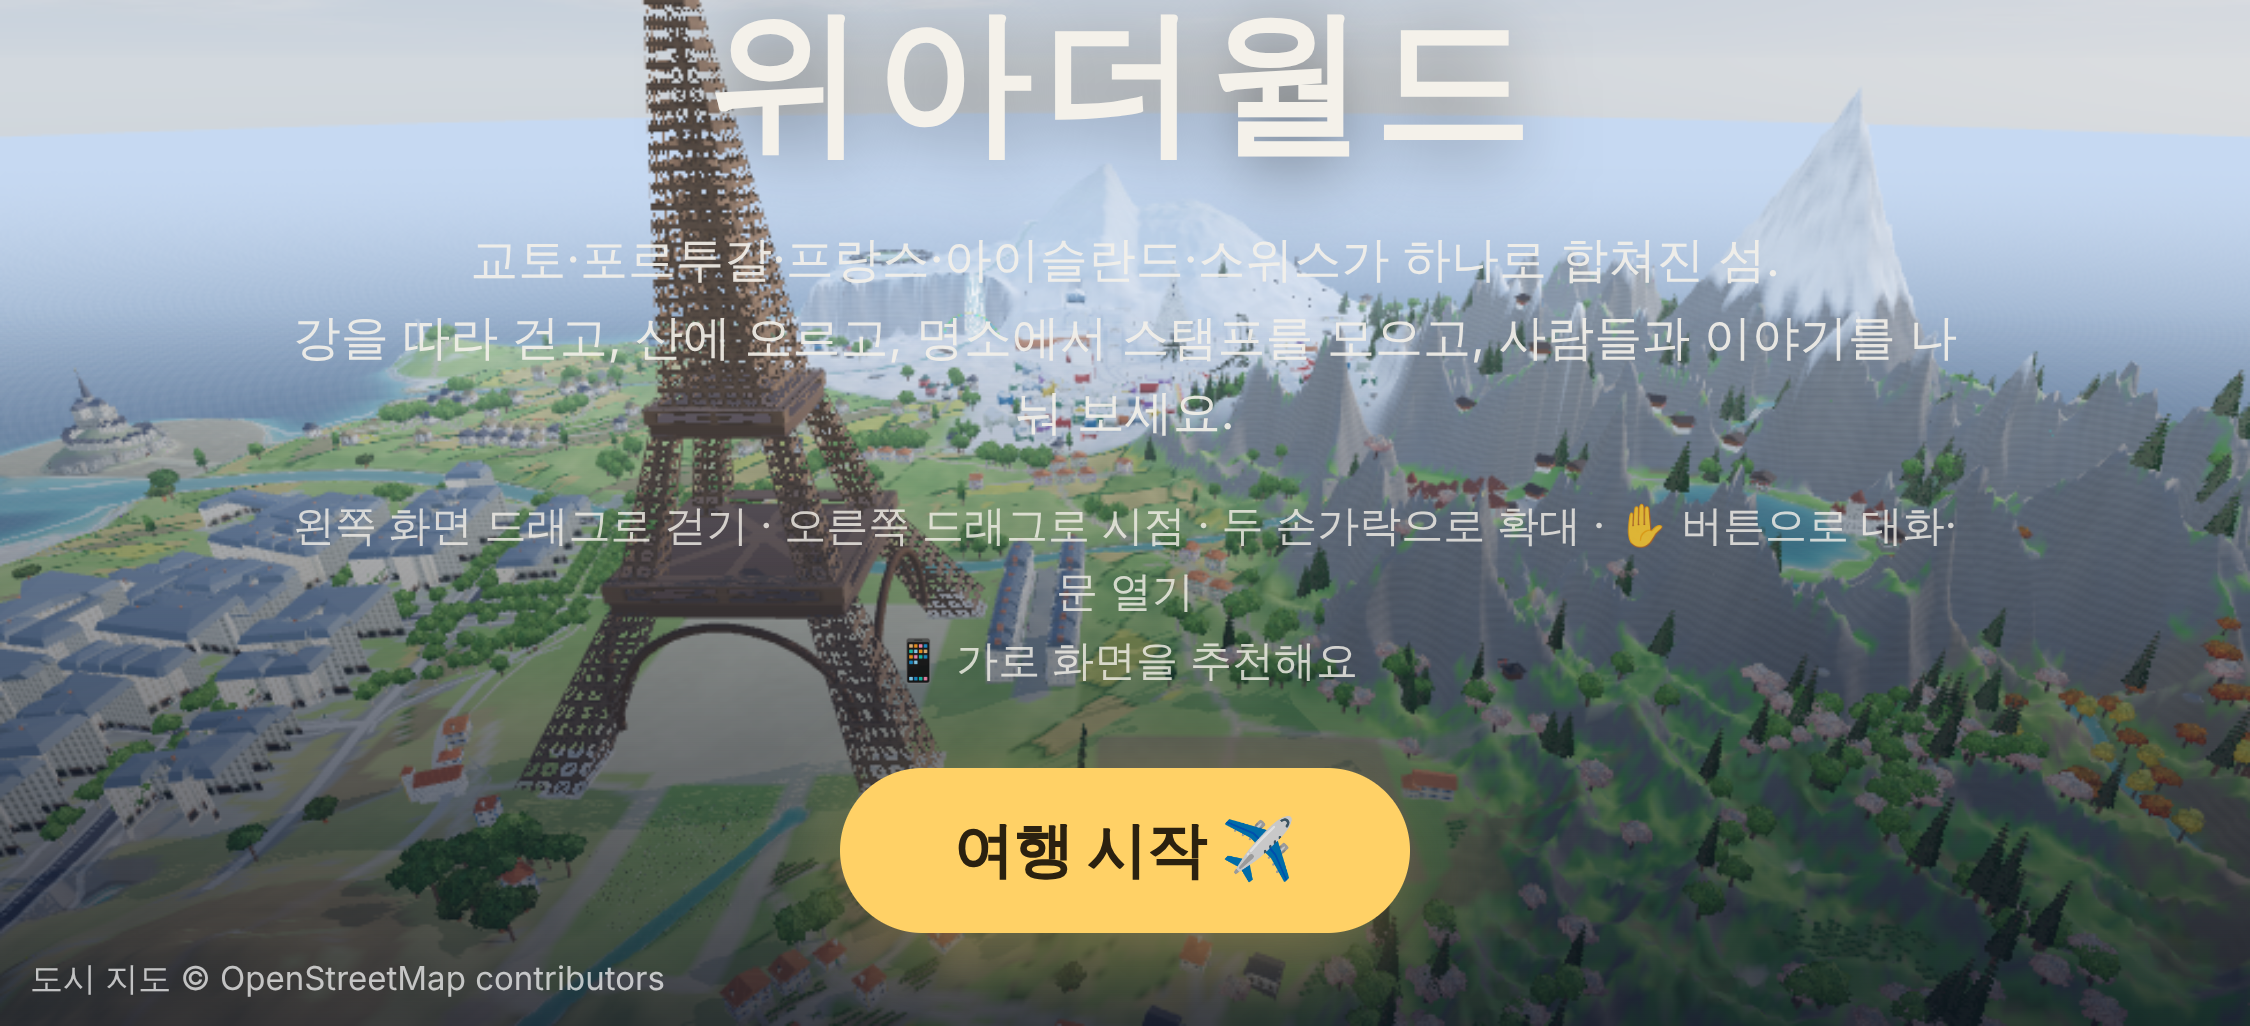 위아더월드
교토·포르투갈·프랑스·아이슬란드·스위스가 하나로 합쳐진 섬.
강을 따라 걷고, 산에 오르고, 명소에서 스탬프를 모으고, 사람들과 이야기를 나
눠 보세요.
왼쪽 화면 드래그로 걷기 · 오른쪽 드래그로 시점 · 두 손가락으로 확대 · ✋ 버튼으로 대화·
문 열기
📱 가로 화면을 추천해요
여행 시작 ✈️
도시 지도 © OpenStreetMap contributors